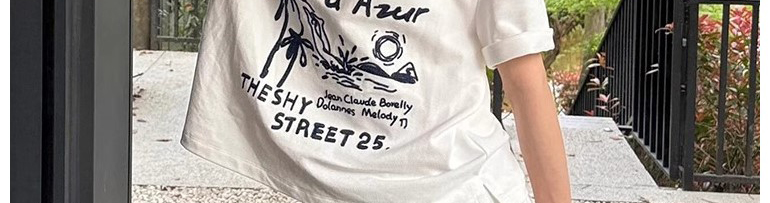 d'Azur
Jean Claude Borelly
THESHY Dolannes Melody
STREET 25.